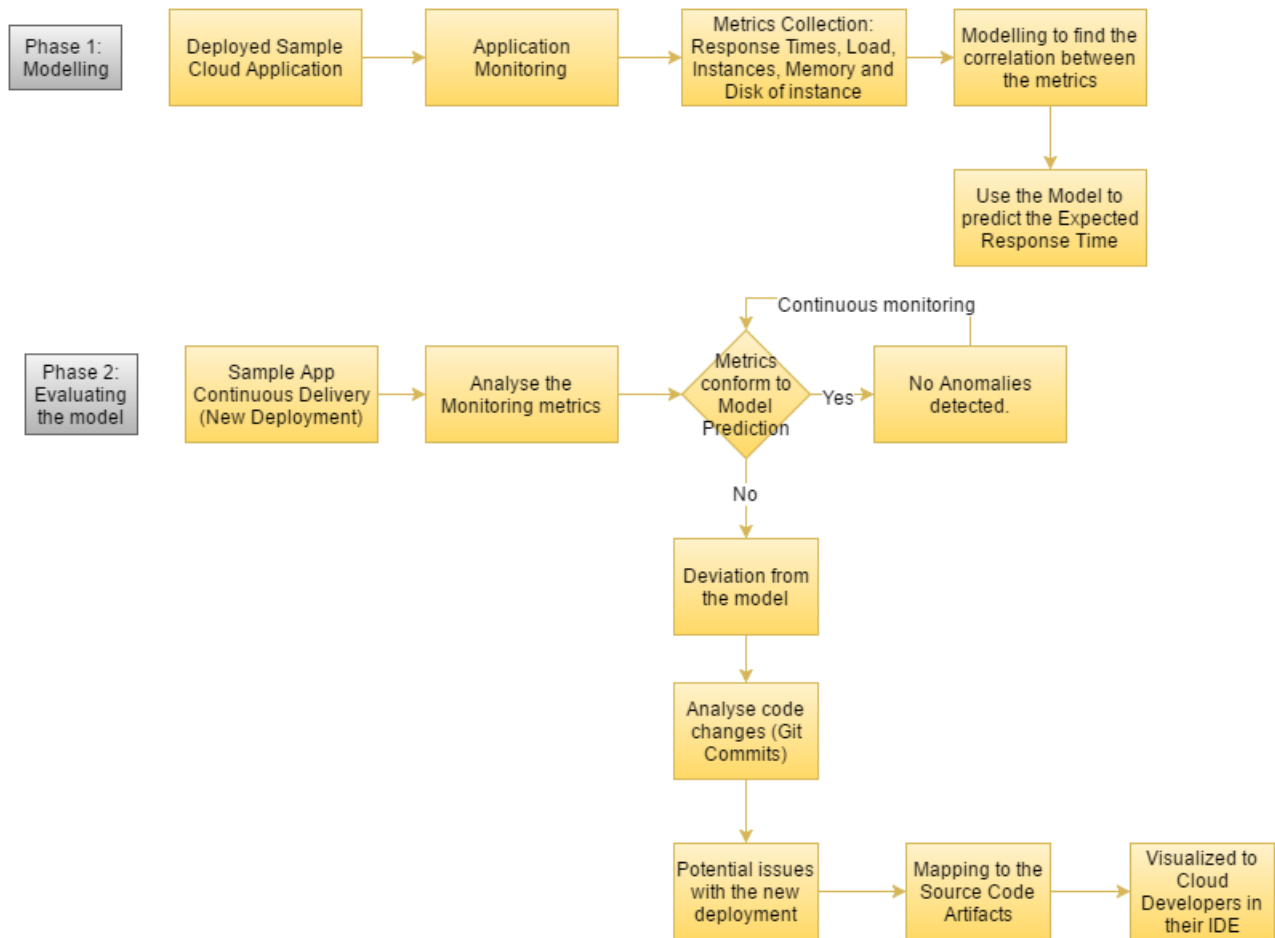 Phase 1:
Modelling
Deployed Sample
Cloud Application
Application
Monitoring
Metrics Collection:
Response Times, Load,
Instances, Memory and
Disk of instance
Modelling to find the
correlation between
the metrics
Use the Model to
predict the Expected
Response Time
Phase 2:
Evaluating
the model
Sample App
Continuous Delivery
(New Deployment)
Analyse the
Monitoring metrics
Metrics
conform to
Model
Prediction
Continuous monitoring
Yes
No Anomalies
detected.
No
Deviation from
the model
Analyse code
changes (Git
Commits)
Potential issues
with the new
deployment
Mapping to the
Source Code
Artifacts
Visualized to
Cloud
Developers in
their IDE